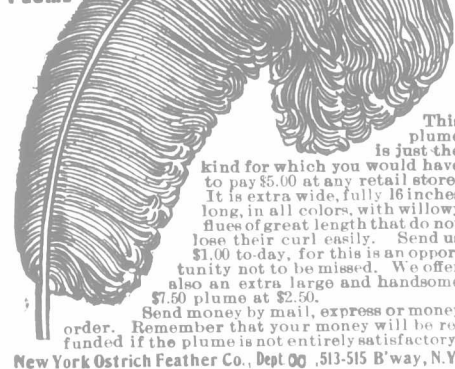 This
plume
is just the
kind for which you would have
to pay $5.00 at any retail store
It is extra wide, fully 16 inches
long, in all colors, with willowy
flues of great length that do not
lose their curl easily. Send us
$1.00 to-day, for this is an oppor
tunity not to be missed. We offer
also an extra large and handsome
$7.50 plume at $2.50.
Send money by mail, express or money
order. Remember that your money will be re
funded if the plume is not entirely satisfactory
New York Ostrich Feather Co., Dept. OO , 513-515 B'way, N.Y